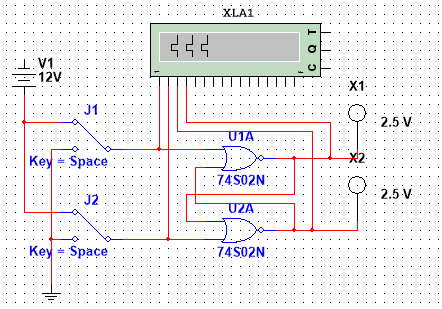 XLA1
T
Q
C
1
F
V1
12V
X1
J1
2.5 V
U1A
X2
Key = Space
74S02N
2.5 V
J2
U2A
Key = Space
74S02N